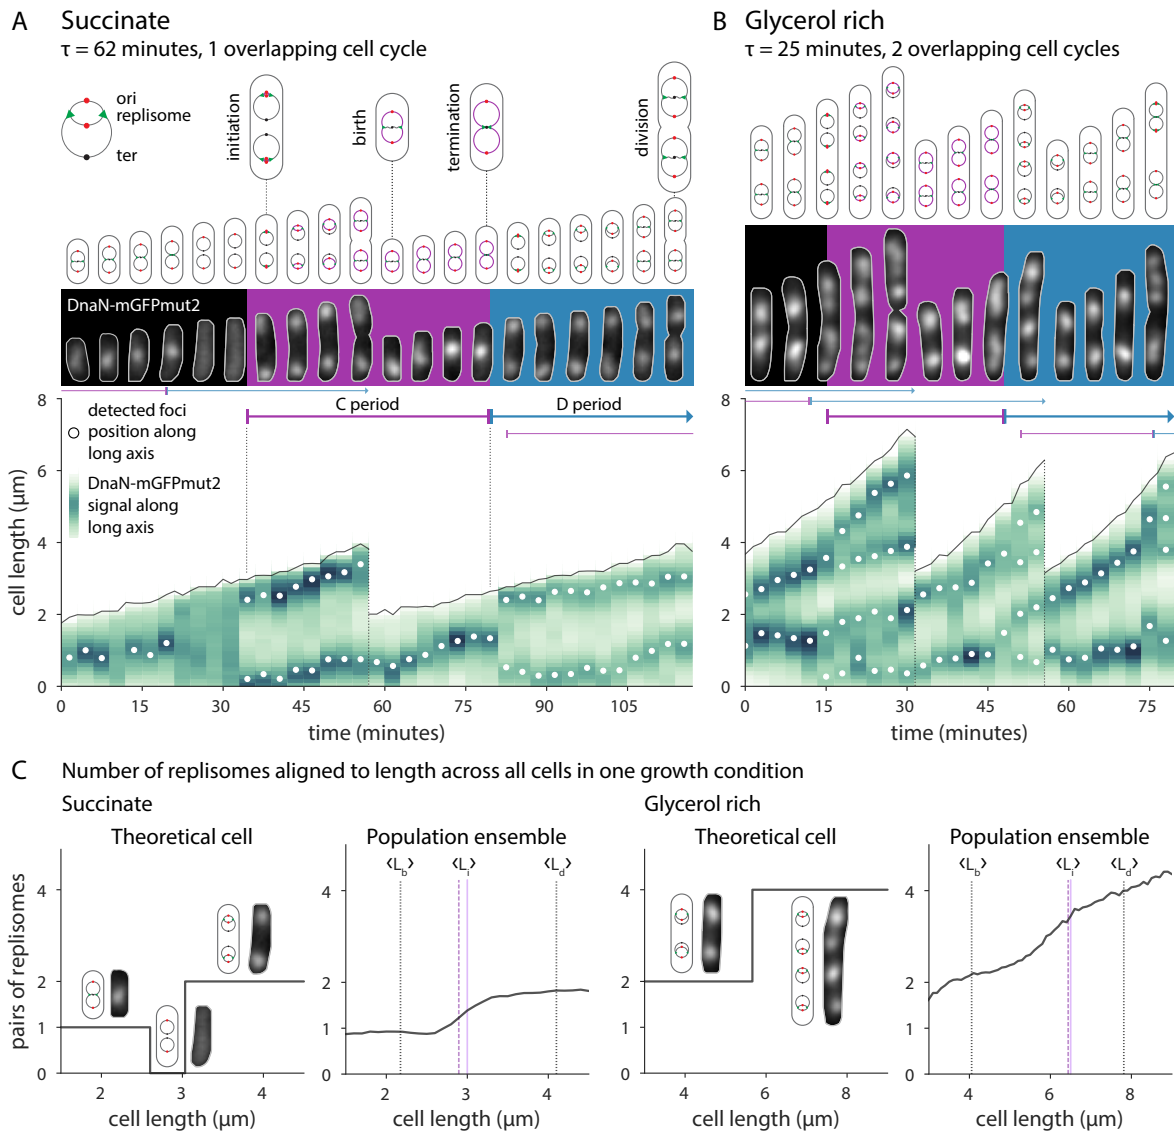 A Succinate
τ = 62 minutes, 1 overlapping cell cycle
ori
replisome
ter
initiation
birth
termination
division
DnaN-mGFPmut2
C period
D period
detected foci
position along
long axis
DnaN-mGFPmut2
signal along
long axis
cell length (μm)
8
6
4
2
0
0 15 30 45 60 75 90 105
time (minutes)
B Glycerol rich
τ = 25 minutes, 2 overlapping cell cycles
8
6
4
2
0
0 15 30 45 60 75
time (minutes)
C Number of replisomes aligned to length across all cells in one growth condition
Succinate
Theoretical cell
pairs of replisomes
4
2
1
0
2 3 4
cell length (μm)
Population ensemble
⟨L_b⟩ ⟨L_i⟩ ⟨L_d⟩
4
2
1
0
2 3 4
cell length (μm)
Glycerol rich
Theoretical cell
4
2
1
0
4 6 8
cell length (μm)
Population ensemble
⟨L_b⟩ ⟨L_i⟩ ⟨L_d⟩
4
2
1
0
4 6 8
cell length (μm)